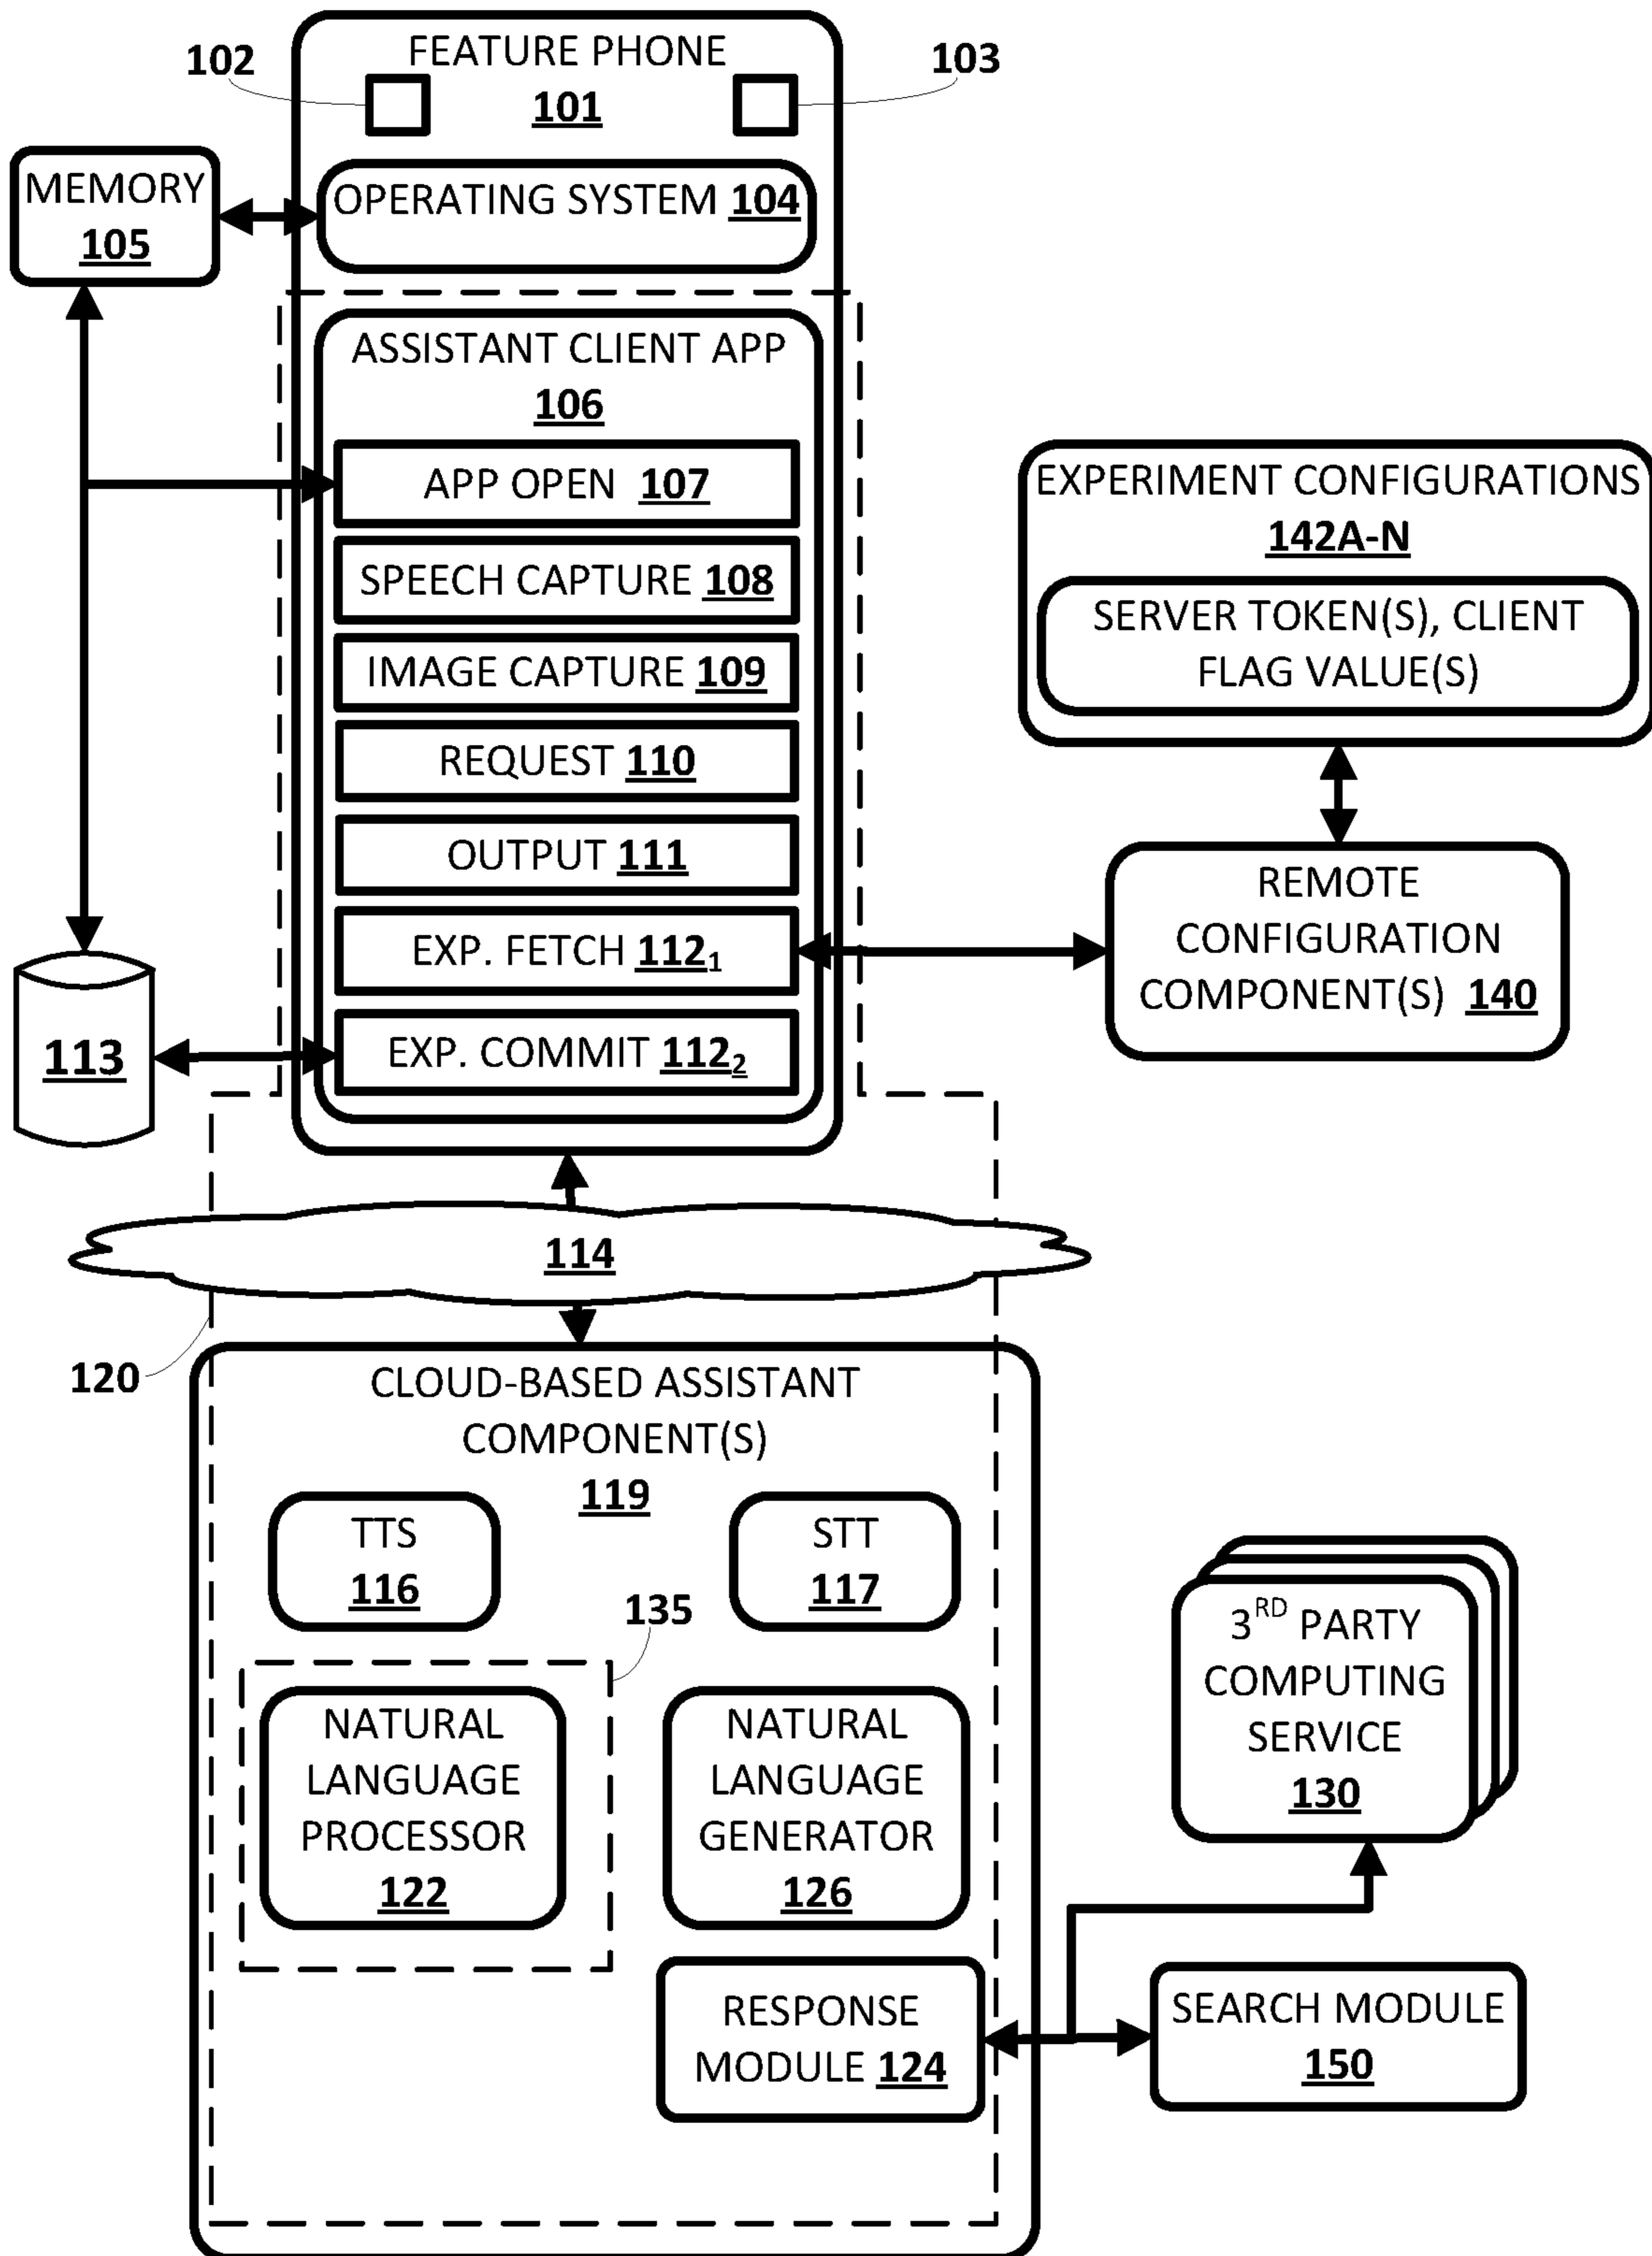 FEATURE PHONE
101
102
103
MEMORY
105
OPERATING SYSTEM 104
ASSISTANT CLIENT APP
106
APP OPEN 107
SPEECH CAPTURE 108
IMAGE CAPTURE 109
REQUEST 110
OUTPUT 111
EXP. FETCH 112₁
EXP. COMMIT 112₂
113
EXPERIMENT CONFIGURATIONS
142A-N
SERVER TOKEN(S), CLIENT
FLAG VALUE(S)
REMOTE
CONFIGURATION
COMPONENT(S) 140
114
120
CLOUD-BASED ASSISTANT
COMPONENT(S)
119
TTS
116
STT
117
135
NATURAL
LANGUAGE
PROCESSOR
122
NATURAL
LANGUAGE
GENERATOR
126
RESPONSE
MODULE 124
3RD PARTY
COMPUTING
SERVICE
130
SEARCH MODULE
150